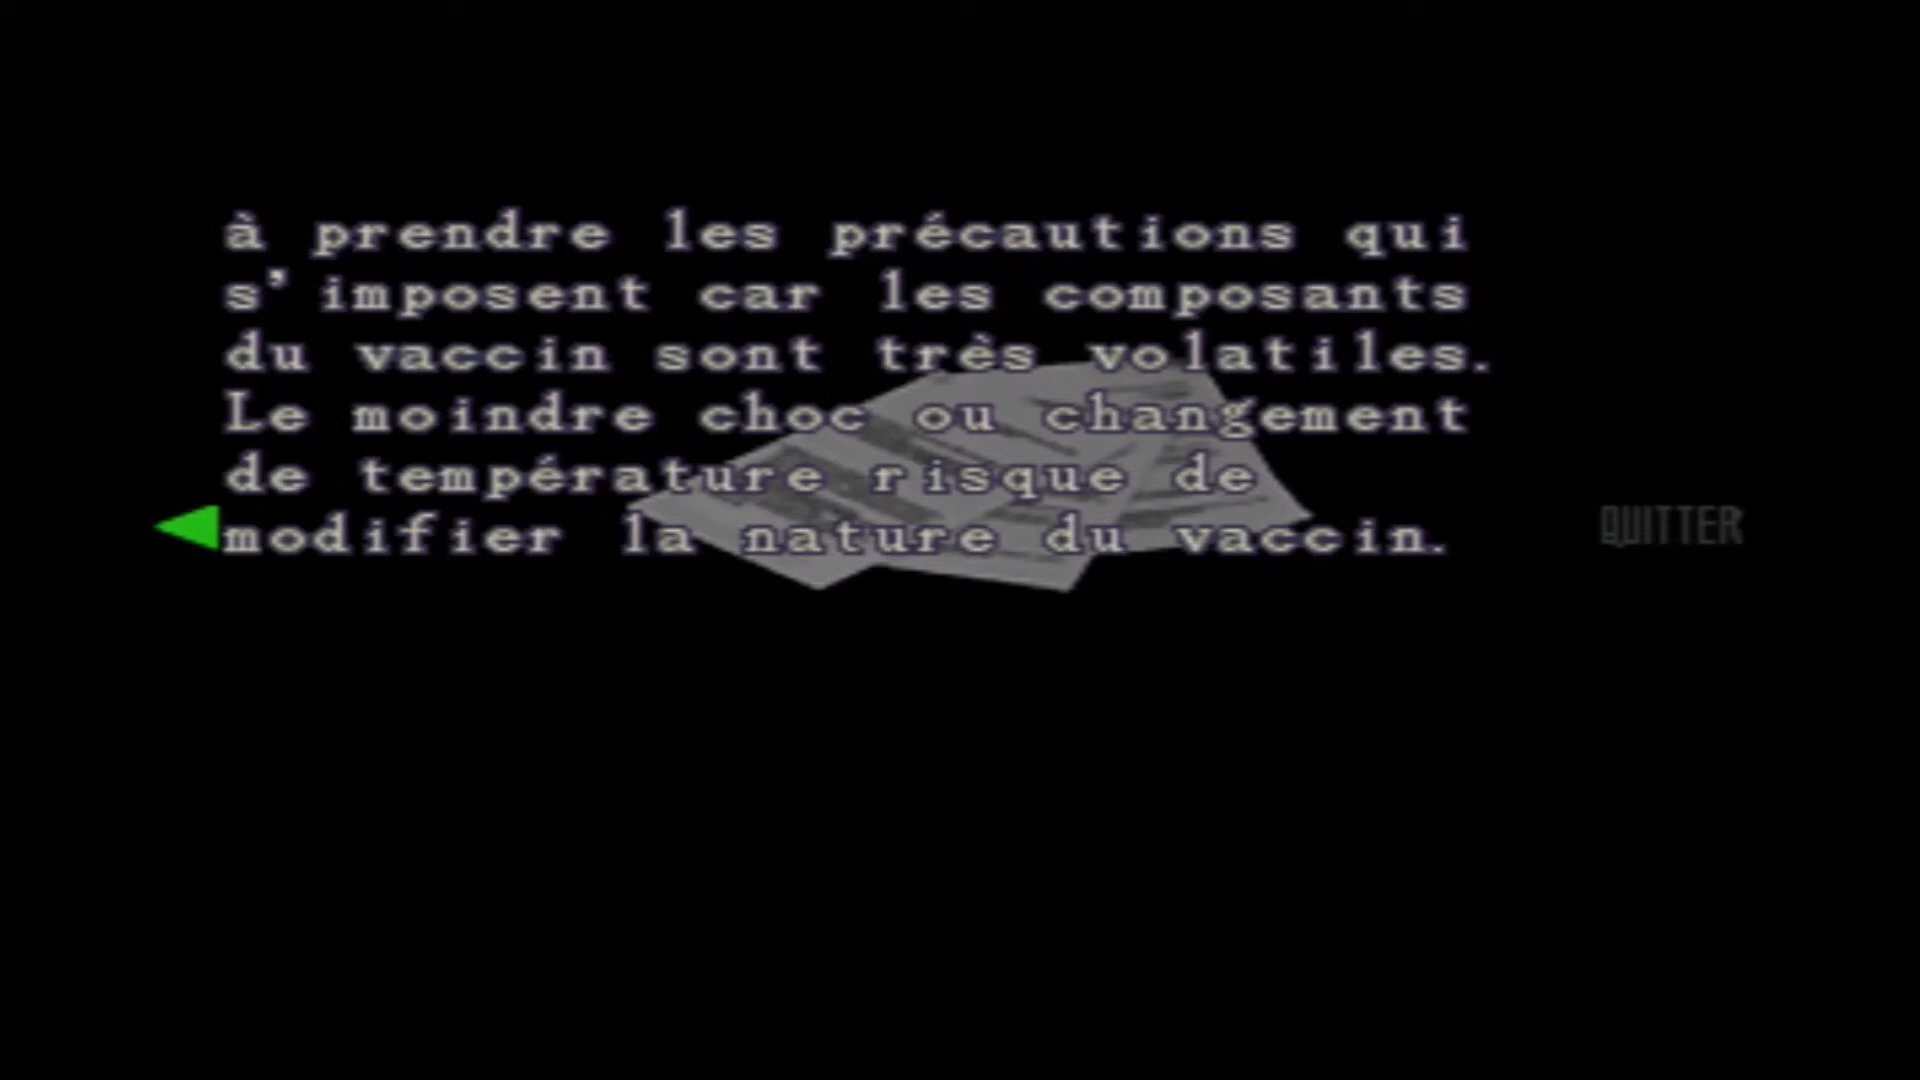 à prendre les précautions qui
s'imposent car les composants
du vaccin sont très volatiles.
Le moindre choc ou changement
de température risque de
modifier la nature du vaccin.
QUITTER